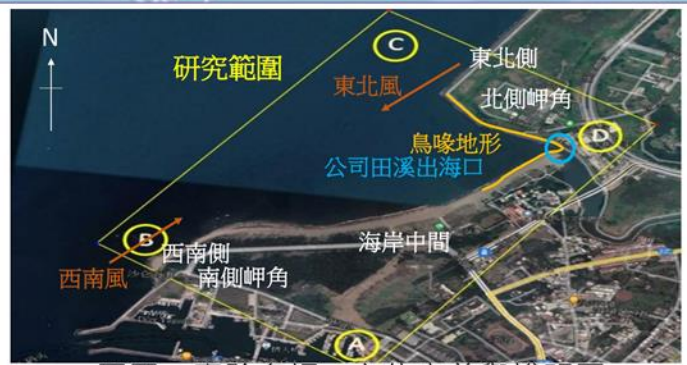 N
C
研究範圍
東北側
東北風
北側岬角
鳥喙地形
D
公司田溪出海口
B
西南側
海岸中間
西南風
南側岬角
A